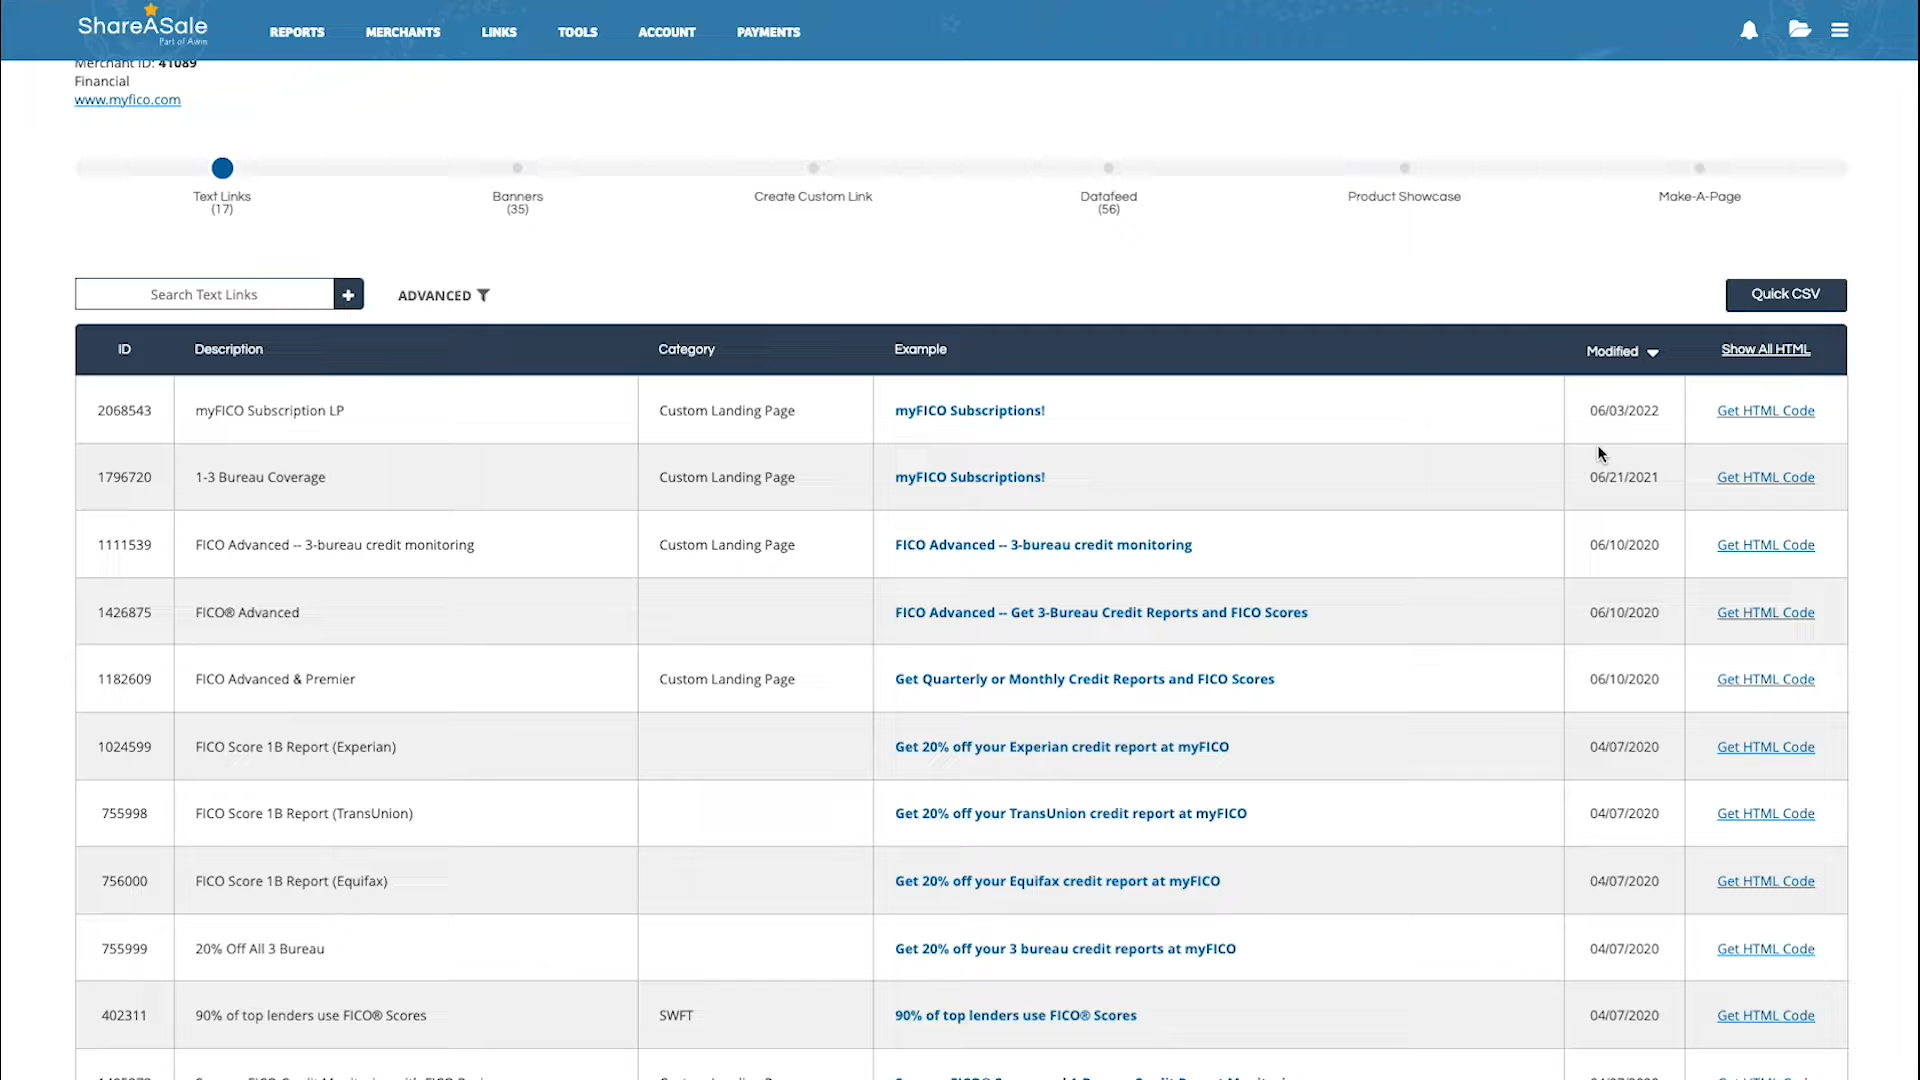 ShareASale
Part of Awin
REPORTS MERCHANTS LINKS TOOLS ACCOUNT PAYMENTS
Merchant ID: 41089
Financial
www.myfico.com
Text Links Banners Create Custom Link Datafeed Product Showcase Make-A-Page
(17) (35) (56)
Search Text Links + ADVANCED Quick CSV
ID Description Category Example Modified Show All HTML
2068543 myFICO Subscription LP Custom Landing Page myFICO Subscriptions! 06/03/2022 Get HTML Code
1796720 1-3 Bureau Coverage Custom Landing Page myFICO Subscriptions! 06/21/2021 Get HTML Code
1111539 FICO Advanced -- 3-bureau credit monitoring Custom Landing Page FICO Advanced -- 3-bureau credit monitoring 06/10/2020 Get HTML Code
1426875 FICO® Advanced FICO Advanced -- Get 3-Bureau Credit Reports and FICO Scores 06/10/2020 Get HTML Code
1182609 FICO Advanced & Premier Custom Landing Page Get Quarterly or Monthly Credit Reports and FICO Scores 06/10/2020 Get HTML Code
1024599 FICO Score 1B Report (Experian) Get 20% off your Experian credit report at myFICO 04/07/2020 Get HTML Code
755998 FICO Score 1B Report (TransUnion) Get 20% off your TransUnion credit report at myFICO 04/07/2020 Get HTML Code
756000 FICO Score 1B Report (Equifax) Get 20% off your Equifax credit report at myFICO 04/07/2020 Get HTML Code
755999 20% Off All 3 Bureau Get 20% off your 3 bureau credit reports at myFICO 04/07/2020 Get HTML Code
402311 90% of top lenders use FICO® Scores SWFT 90% of top lenders use FICO® Scores 04/07/2020 Get HTML Code